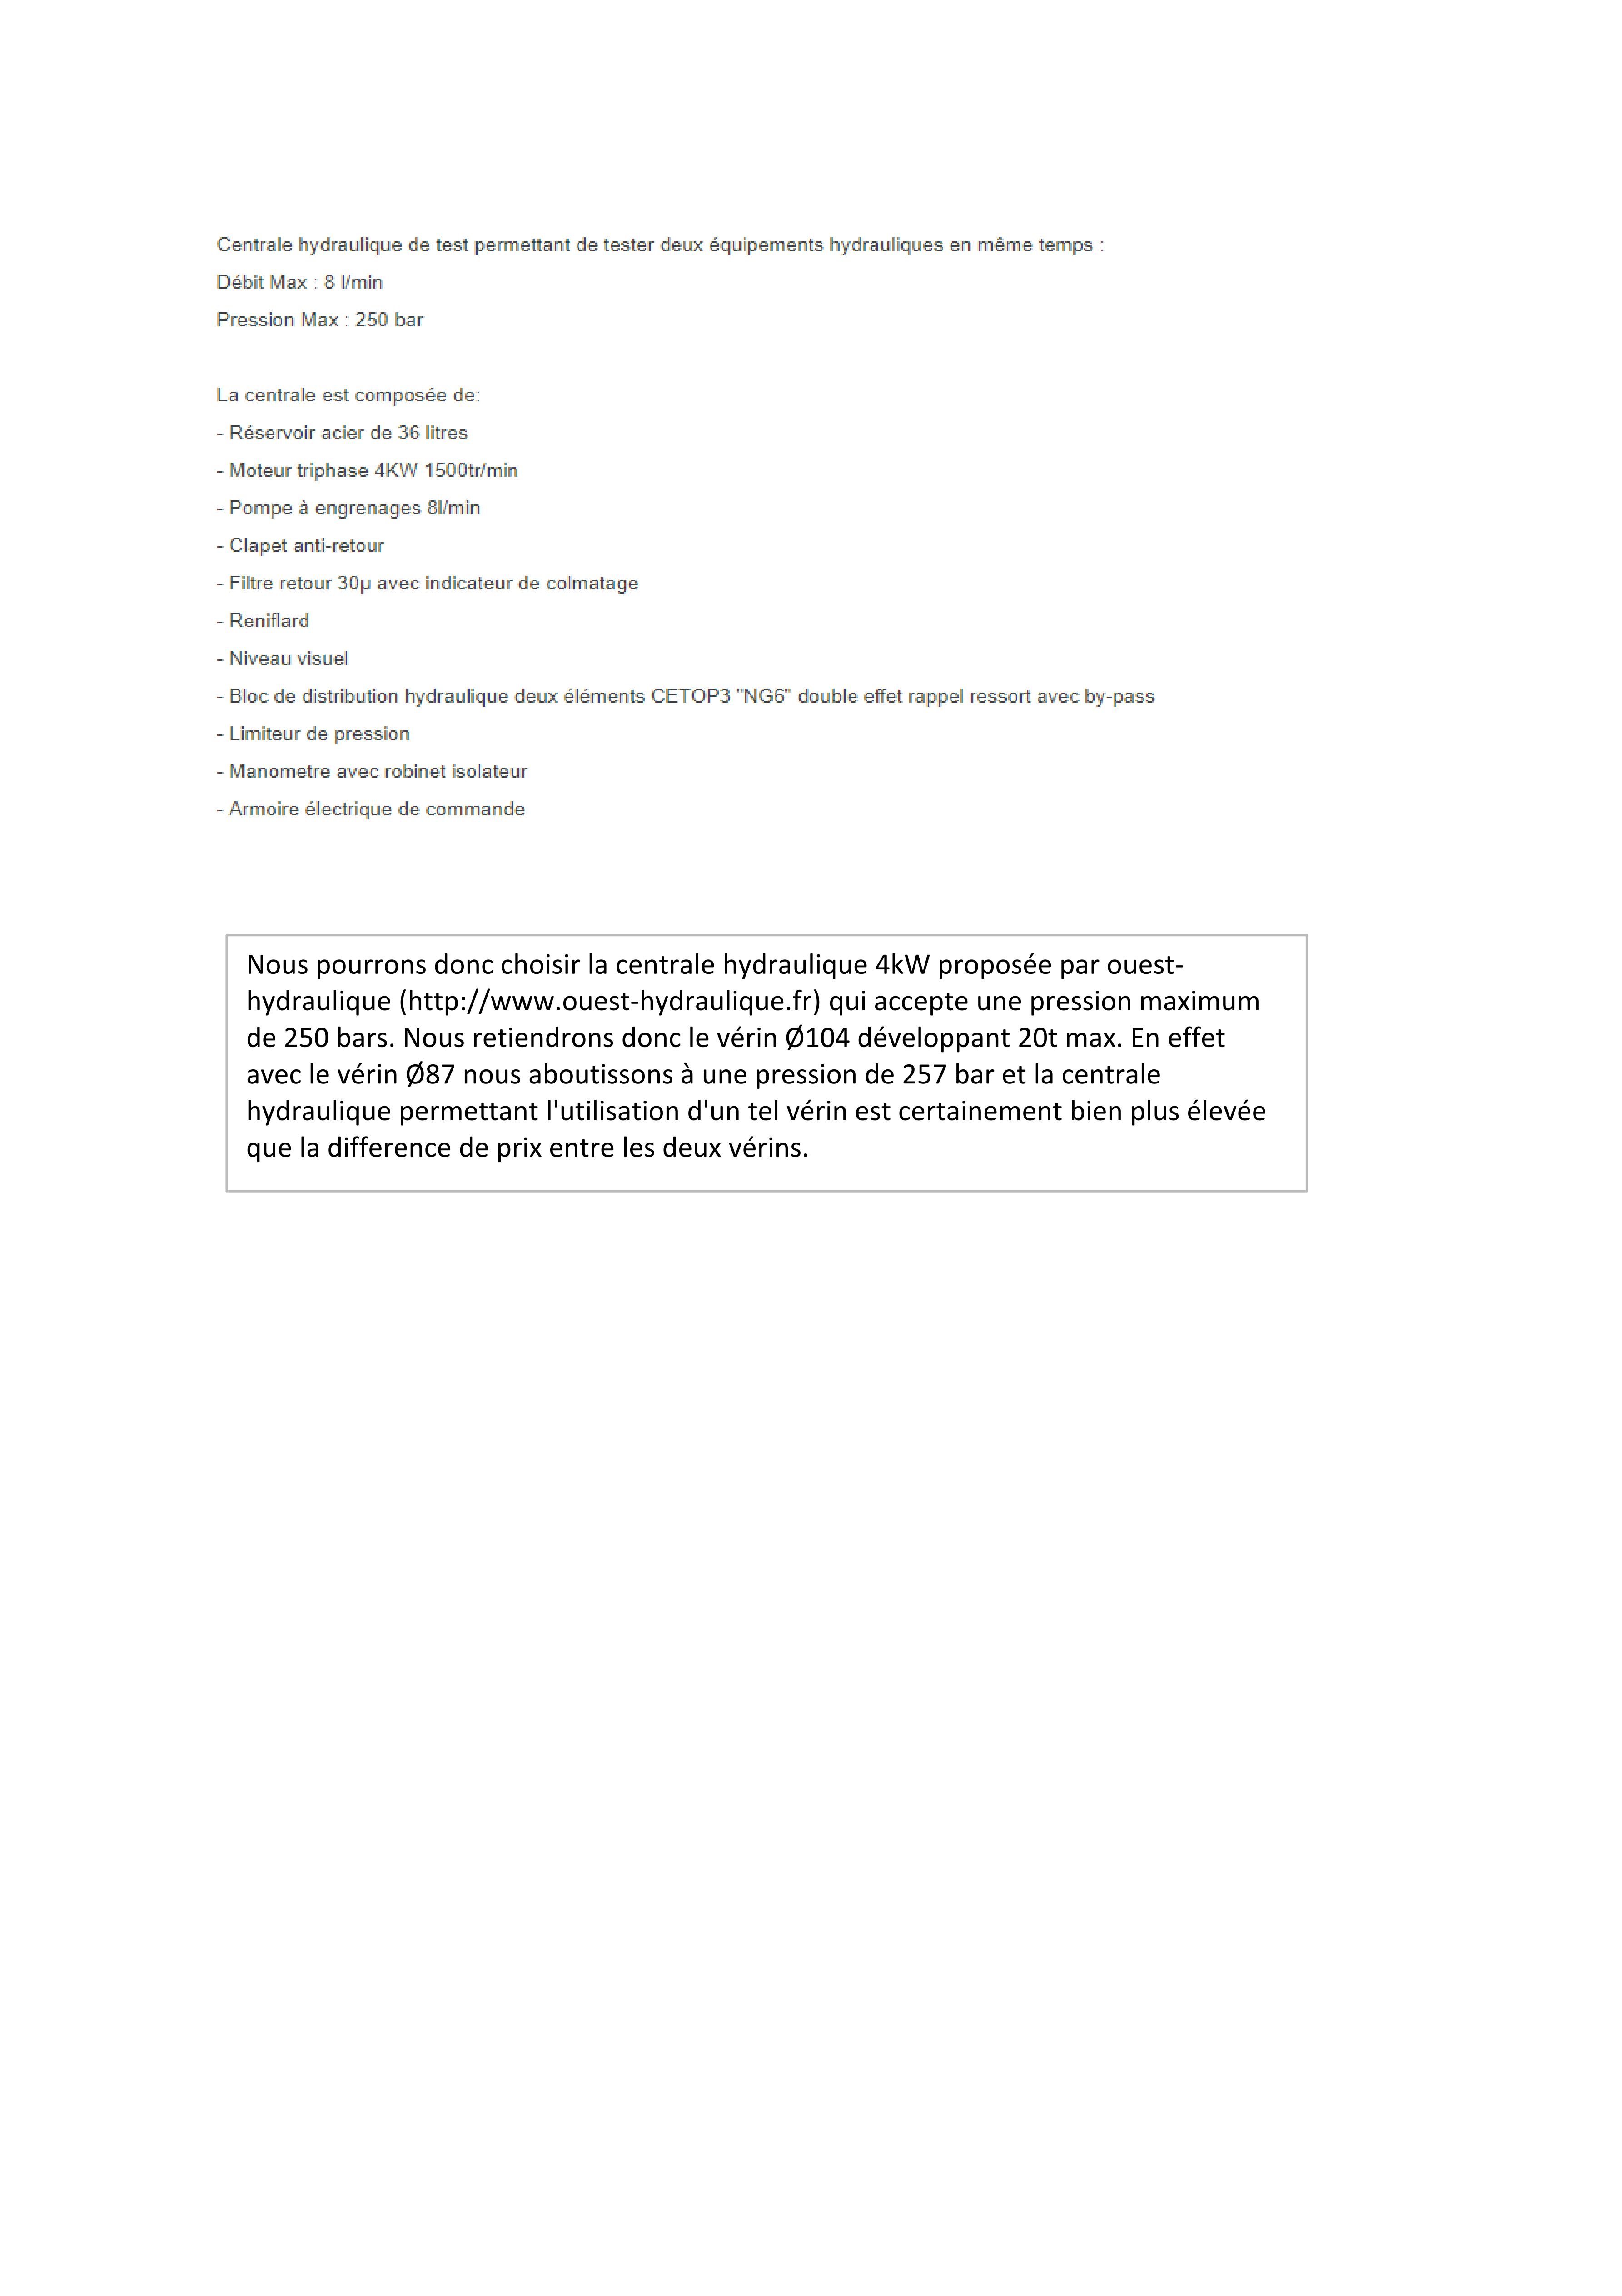 Centrale hydraulique de test permettant de tester deux équipements hydrauliques en même temps :
Débit Max : 8 l/min
Pression Max : 250 bar
La centrale est composée de:
- Réservoir acier de 36 litres
- Moteur triphase 4KW 1500tr/min
- Pompe à engrenages 8l/min
- Clapet anti-retour
- Filtre retour 30µ avec indicateur de colmatage
- Reniflard
- Niveau visuel
- Bloc de distribution hydraulique deux éléments CETOP3 "NG6" double effet rappel ressort avec by-pass
- Limiteur de pression
- Manometre avec robinet isolateur
- Armoire électrique de commande
Nous pourrons donc choisir la centrale hydraulique 4kW proposée par ouest-
hydraulique (http://www.ouest-hydraulique.fr) qui accepte une pression maximum
de 250 bars. Nous retiendrons donc le vérin Ø104 développant 20t max. En effet
avec le vérin Ø87 nous aboutissons à une pression de 257 bar et la centrale
hydraulique permettant l'utilisation d'un tel vérin est certainement bien plus élevée
que la difference de prix entre les deux vérins.